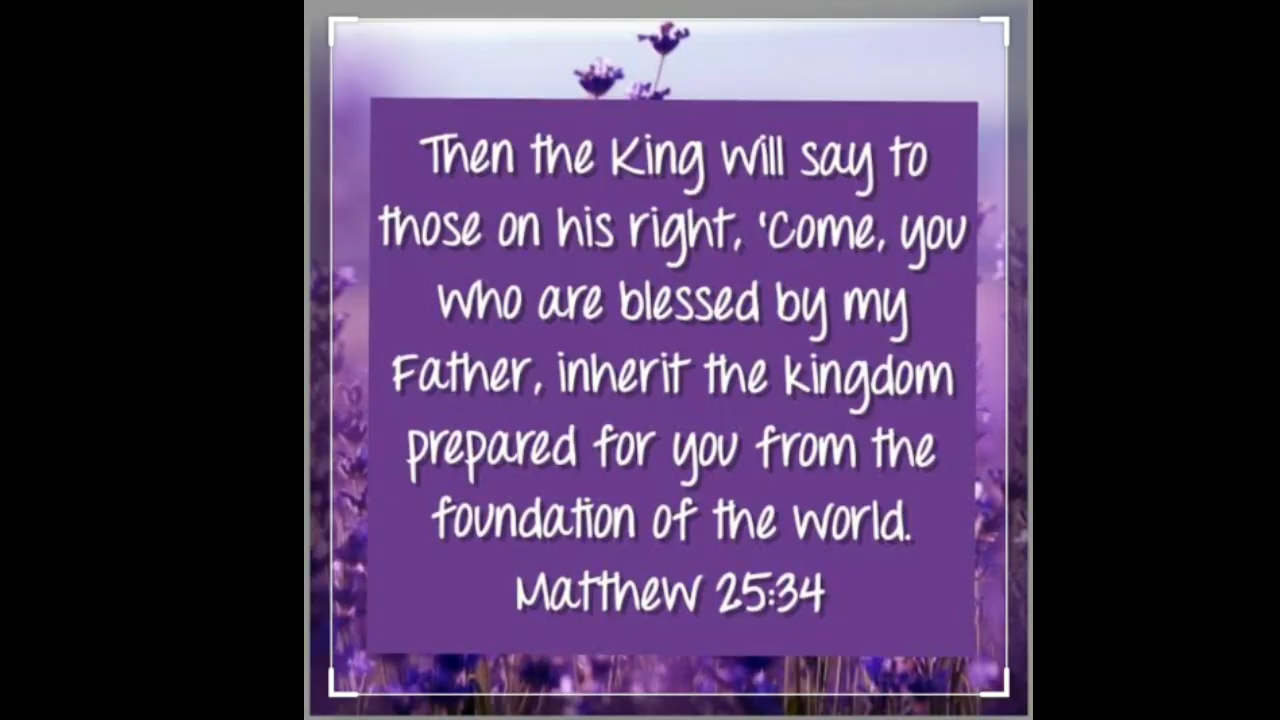 Then the King will say to
those on his right, 'Come, you
who are blessed by my
Father, inherit the kingdom
prepared for you from the
foundation of the world.
Matthew 25:34